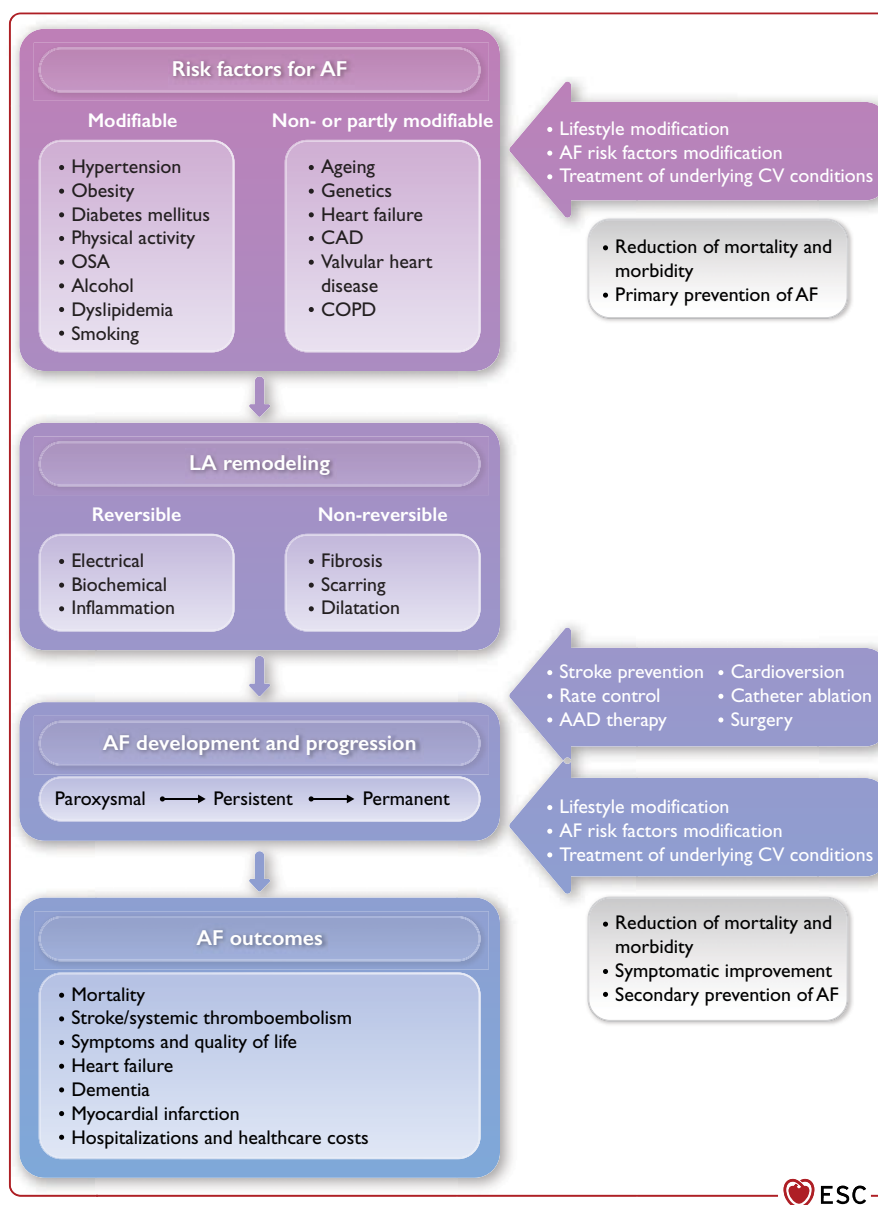 Risk factors for AF
Modifiable
• Hypertension
• Obesity
• Diabetes mellitus
• Physical activity
• OSA
• Alcohol
• Dyslipidemia
• Smoking
Non- or partly modifiable
• Ageing
• Genetics
• Heart failure
• CAD
• Valvular heart
disease
• COPD
• Lifestyle modification
• AF risk factors modification
• Treatment of underlying CV conditions
• Reduction of mortality and
morbidity
• Primary prevention of AF
LA remodeling
Reversible
• Electrical
• Biochemical
• Inflammation
Non-reversible
• Fibrosis
• Scarring
• Dilatation
• Stroke prevention
• Rate control
• AAD therapy
• Cardioversion
• Catheter ablation
• Surgery
AF development and progression
Paroxysmal → Persistent → Permanent
• Lifestyle modification
• AF risk factors modification
• Treatment of underlying CV conditions
• Reduction of mortality and
morbidity
• Symptomatic improvement
• Secondary prevention of AF
AF outcomes
• Mortality
• Stroke/systemic thromboembolism
• Symptoms and quality of life
• Heart failure
• Dementia
• Myocardial infarction
• Hospitalizations and healthcare costs
ESC